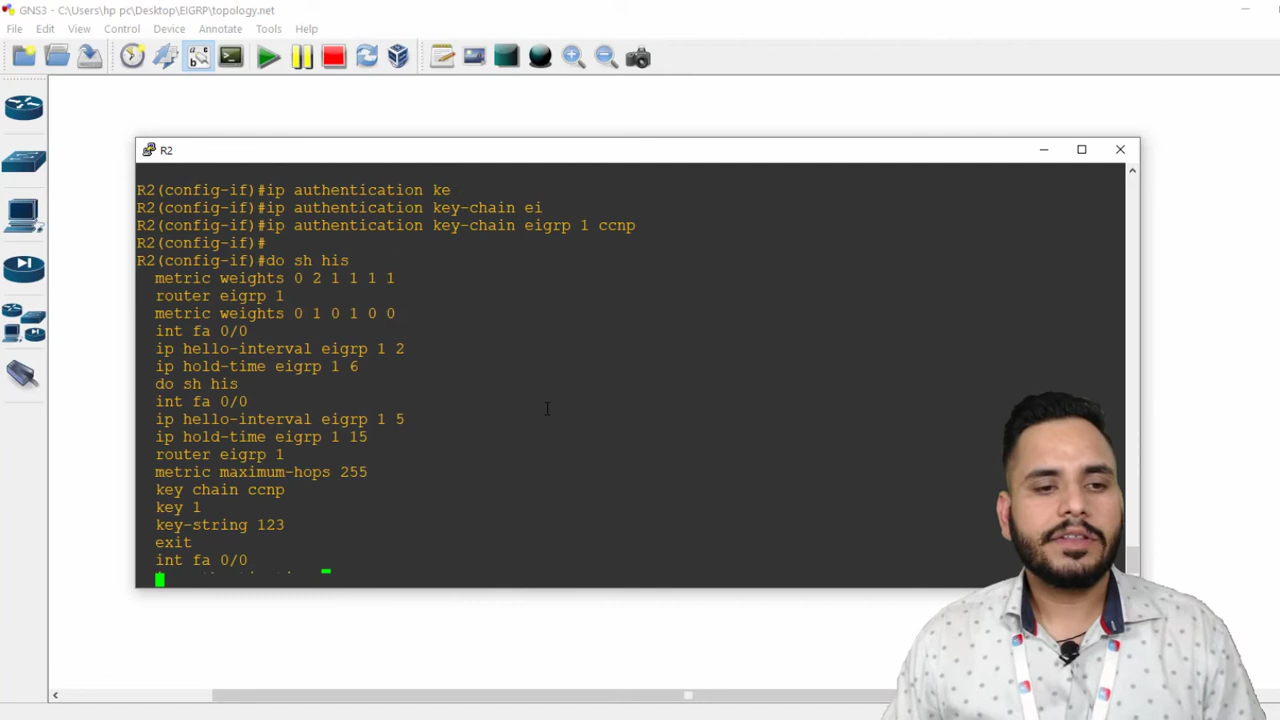 GNS3 - C:\Users\hp pc\Desktop\EIGRP\topology.net
File Edit View Control Device Annotate Tools Help
R2
R2(config-if)#ip authentication ke
R2(config-if)#ip authentication key-chain ei
R2(config-if)#ip authentication key-chain eigrp 1 ccnp
R2(config-if)#
R2(config-if)#do sh his
metric weights 0 2 1 1 1 1
router eigrp 1
metric weights 0 1 0 1 0 0
int fa 0/0
ip hello-interval eigrp 1 2
ip hold-time eigrp 1 6
do sh his
int fa 0/0
ip hello-interval eigrp 1 5
ip hold-time eigrp 1 15
router eigrp 1
metric maximum-hops 255
key chain ccnp
key 1
key-string 123
exit
int fa 0/0